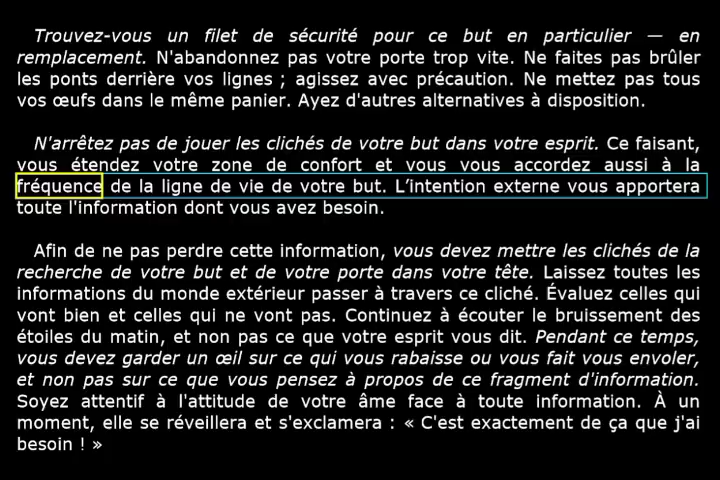 Trouvez-vous un filet de sécurité pour ce but en particulier — en
remplacement. N'abandonnez pas votre porte trop vite. Ne faites pas brûler
les ponts derrière vos lignes ; agissez avec précaution. Ne mettez pas tous
vos œufs dans le même panier. Ayez d'autres alternatives à disposition.
N'arrêtez pas de jouer les clichés de votre but dans votre esprit. Ce faisant,
vous étendez votre zone de confort et vous vous accordez aussi à la
fréquence de la ligne de vie de votre but. L’intention externe vous apportera
toute l'information dont vous avez besoin.
Afin de ne pas perdre cette information, vous devez mettre les clichés de la
recherche de votre but et de votre porte dans votre tête. Laissez toutes les
informations du monde extérieur passer à travers ce cliché. Évaluez celles qui
vont bien et celles qui ne vont pas. Continuez à écouter le bruissement des
étoiles du matin, et non pas ce que votre esprit vous dit. Pendant ce temps,
vous devez garder un œil sur ce qui vous rabaisse ou vous fait vous envoler,
et non pas sur ce que vous pensez à propos de ce fragment d'information.
Soyez attentif à l'attitude de votre âme face à toute information. À un
moment, elle se réveillera et s'exclamera : « C'est exactement de ça que j'ai
besoin ! »